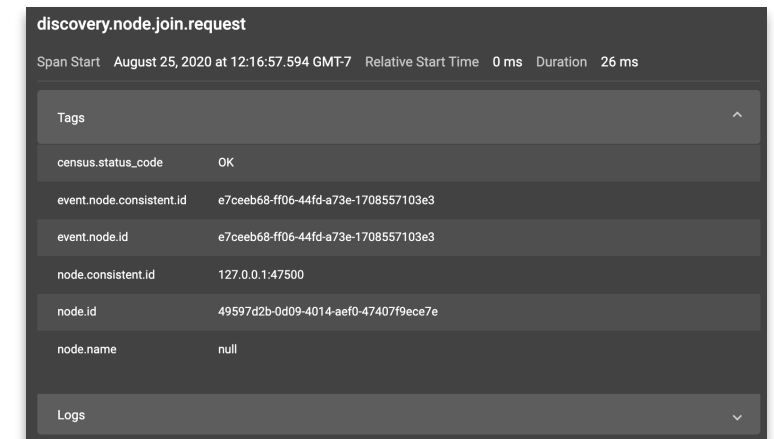 discovery.node.join.request
Span Start August 25, 2020 at 12:16:57.594 GMT-7 Relative Start Time 0 ms Duration 26 ms
Tags
census.status_code OK
event.node.consistent.id e7ceeb68-ff06-44fd-a73e-1708557103e3
event.node.id e7ceeb68-ff06-44fd-a73e-1708557103e3
node.consistent.id 127.0.0.1:47500
node.id 49597d2b-0d09-4014-aef0-47407f9ece7e
node.name null
Logs